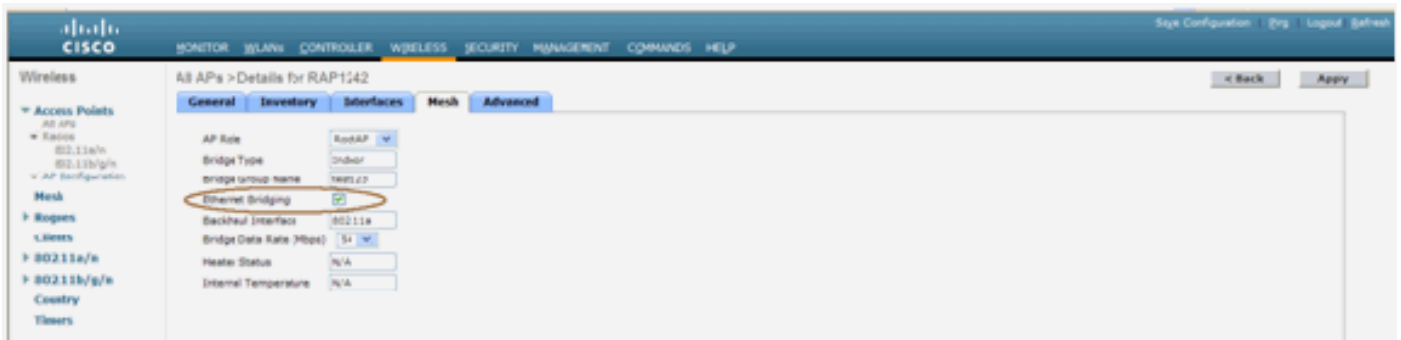 Save Configuration Ping Logout Refresh
CISCO
MONITOR WLANs CONTROLLER WIRELESS SECURITY MANAGEMENT COMMANDS HELP
Wireless
All APs > Details for RAP1242
< Back Apply
General Inventory Interfaces Mesh Advanced
Access Points
All APs
Radios
802.11a/n
802.11b/g/n
AP Configuration
Mesh
Rogues
Clients
802.11a/n
802.11b/g/n
Country
Timers
AP Role RootAP
Bridge Type Indoor
Bridge Group Name
Ethernet Bridging
Backhaul Interface 802.11a
Bridge Data Rate (Mbps) 54
Heater Status N/A
Internal Temperature N/A